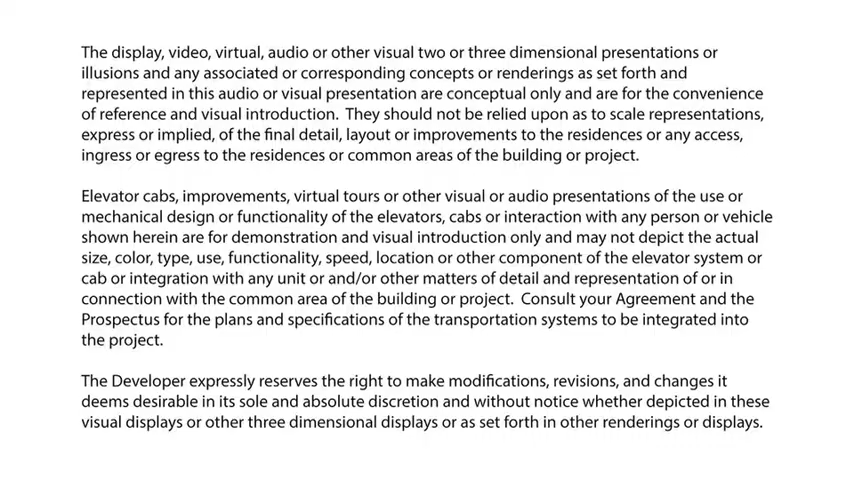 The display, video, virtual, audio or other visual two or three dimensional presentations or
illusions and any associated or corresponding concepts or renderings as set forth and
represented in this audio or visual presentation are conceptual only and are for the convenience
of reference and visual introduction.  They should not be relied upon as to scale representations,
express or implied, of the final detail, layout or improvements to the residences or any access,
ingress or egress to the residences or common areas of the building or project.
Elevator cabs, improvements, virtual tours or other visual or audio presentations of the use or
mechanical design or functionality of the elevators, cabs or interaction with any person or vehicle
shown herein are for demonstration and visual introduction only and may not depict the actual
size, color, type, use, functionality, speed, location or other component of the elevator system or
cab or integration with any unit or and/or other matters of detail and representation of or in
connection with the common area of the building or project.  Consult your Agreement and the
Prospectus for the plans and specifications of the transportation systems to be integrated into
the project.
The Developer expressly reserves the right to make modifications, revisions, and changes it
deems desirable in its sole and absolute discretion and without notice whether depicted in these
visual displays or other three dimensional displays or as set forth in other renderings or displays.